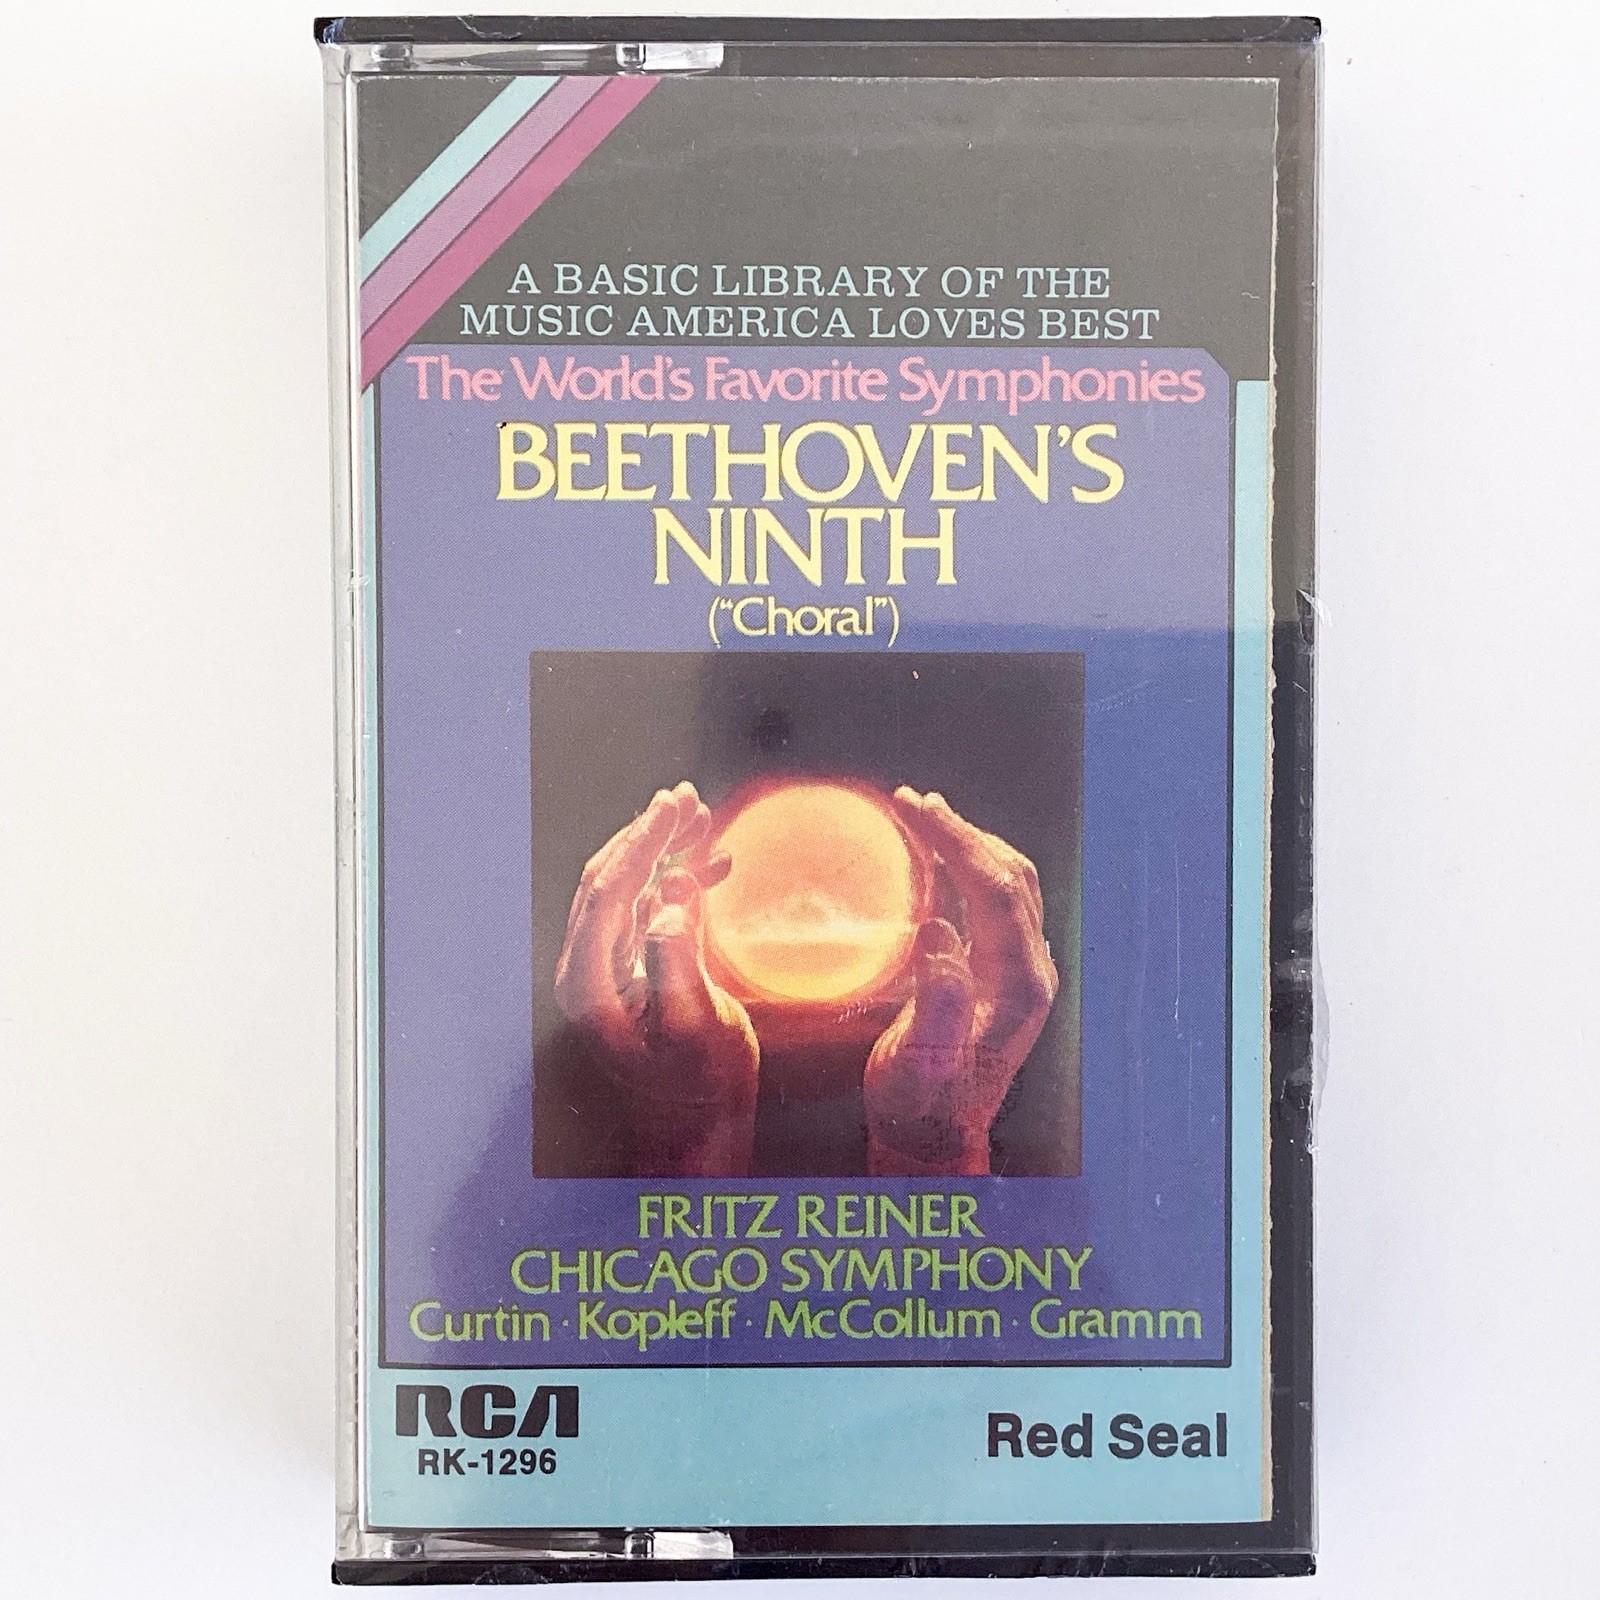 A BASIC LIBRARY OF THE
MUSIC AMERICA LOVES BEST
The World's Favorite Symphonies
BEETHOVEN'S
NINTH
("Choral")
FRITZ REINER
CHICAGO SYMPHONY
Curtin · Kopleff · McCollum · Gramm
RCA
RK-1296
Red Seal